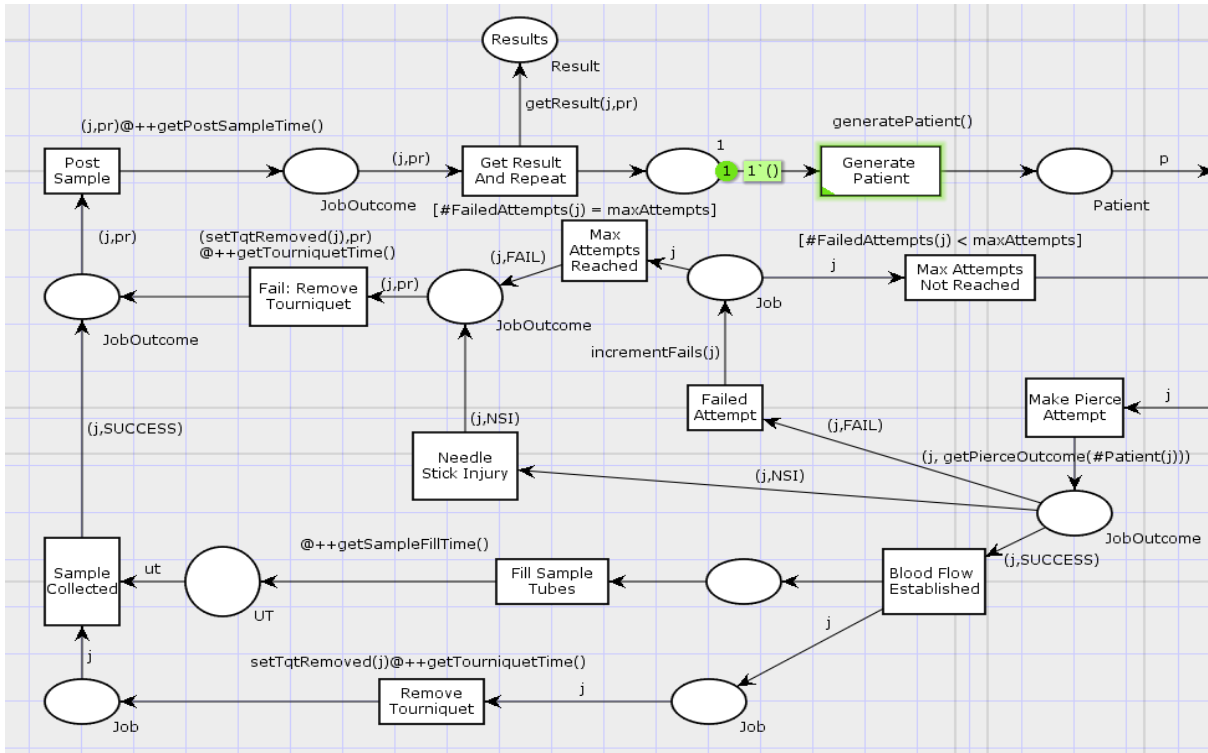 Results
Result
getResult(j,pr)
(j,pr)@++getPostSampleTime()
generatePatient()
Post
Sample
(j,pr)
Get Result
And Repeat
1
1
1`()
Generate
Patient
p
JobOutcome
Patient
[#FailedAttempts(j) = maxAttempts]
(j,pr)
(setTqtRemoved(j),pr)
@++getTourniquetTime()
Max
Attempts
Reached
(j,FAIL)
j
[#FailedAttempts(j) < maxAttempts]
j
Max Attempts
Not Reached
Fail: Remove
Tourniquet
(j,pr)
JobOutcome
JobOutcome
Job
incrementFails(j)
Failed
Attempt
Make Pierce
Attempt
j
(j,SUCCESS)
(j,NSI)
(j,FAIL)
Needle
Stick Injury
(j, getPierceOutcome(#Patient(j)))
(j,NSI)
JobOutcome
@++getSampleFillTime()
(j,SUCCESS)
Sample
Collected
ut
Fill Sample
Tubes
Blood Flow
Established
UT
j
j
setTqtRemoved(j)@++getTourniquetTime()
Remove
Tourniquet
j
Job
Job